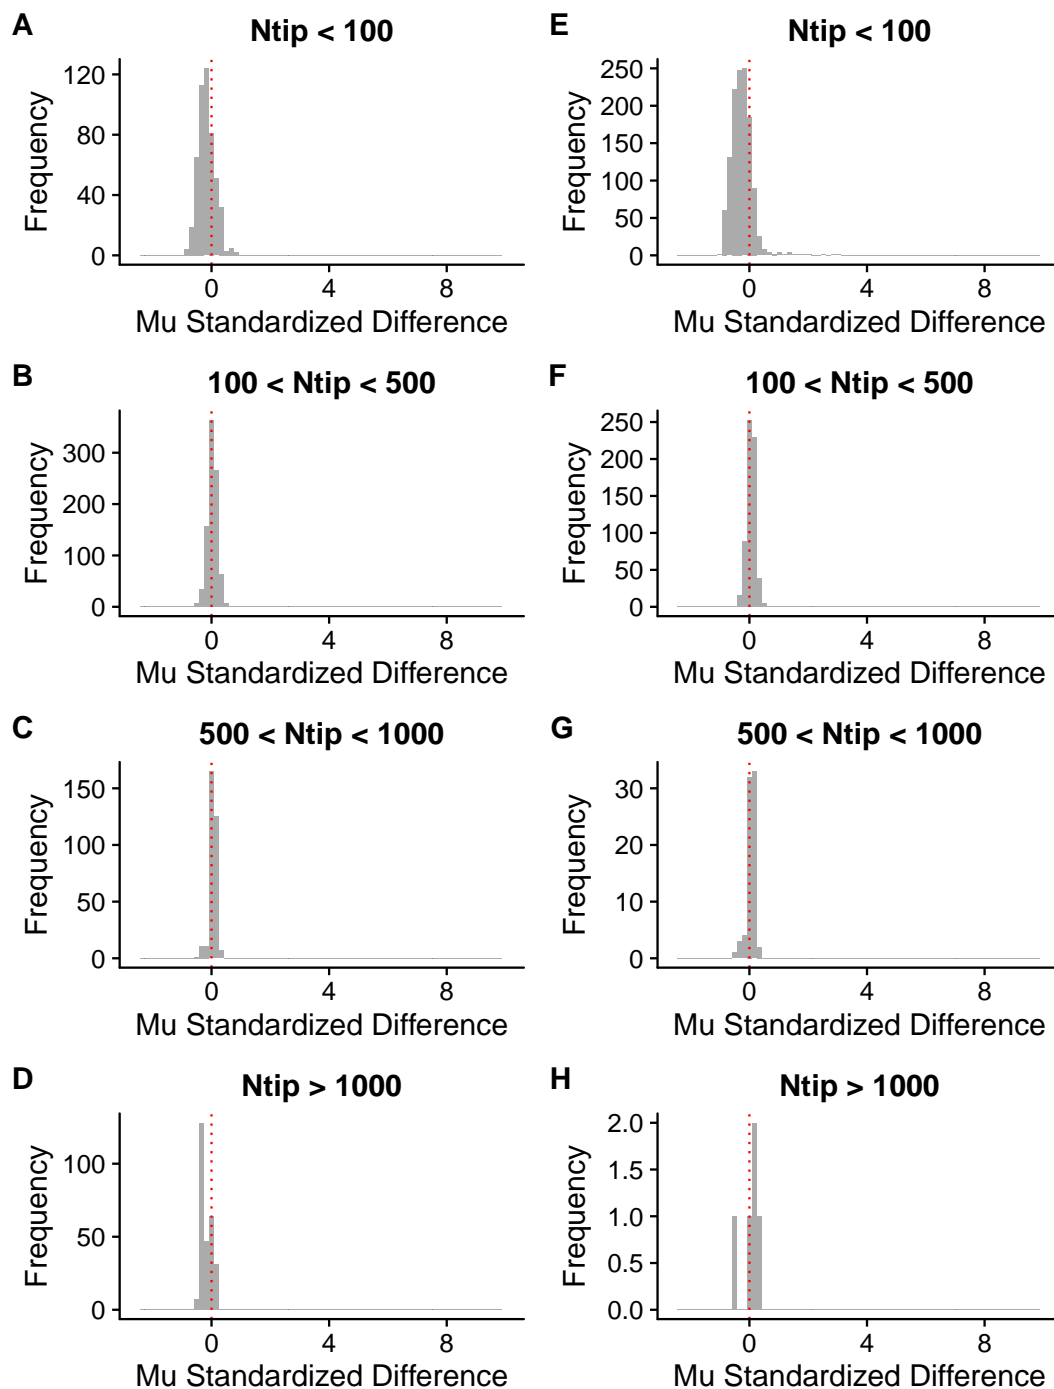 A
Ntip < 100
Frequency
120
80
40
0
0 4 8
Mu Standardized Difference
E
Ntip < 100
Frequency
250
200
150
100
50
0
0 4 8
Mu Standardized Difference
B
100 < Ntip < 500
Frequency
300
200
100
0
0 4 8
Mu Standardized Difference
F
100 < Ntip < 500
Frequency
250
200
150
100
50
0
0 4 8
Mu Standardized Difference
C
500 < Ntip < 1000
Frequency
150
100
50
0
0 4 8
Mu Standardized Difference
G
500 < Ntip < 1000
Frequency
30
20
10
0
0 4 8
Mu Standardized Difference
D
Ntip > 1000
Frequency
100
50
0
0 4 8
Mu Standardized Difference
H
Ntip > 1000
Frequency
2.0
1.5
1.0
0.5
0.0
0 4 8
Mu Standardized Difference